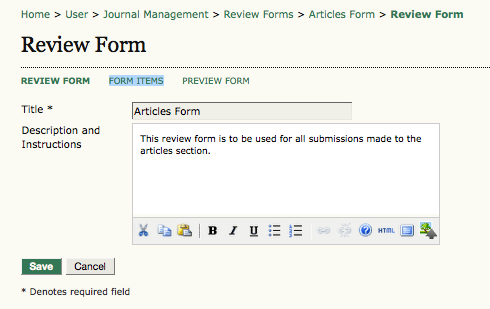 Home > User > Journal Management > Review Forms > Articles Form > Review Form
Review Form
REVIEW FORM FORM ITEMS PREVIEW FORM
Title * Articles Form
Description and
Instructions
This review form is to be used for all submissions made to the
articles section.
B I U HTML
Save Cancel
* Denotes required field